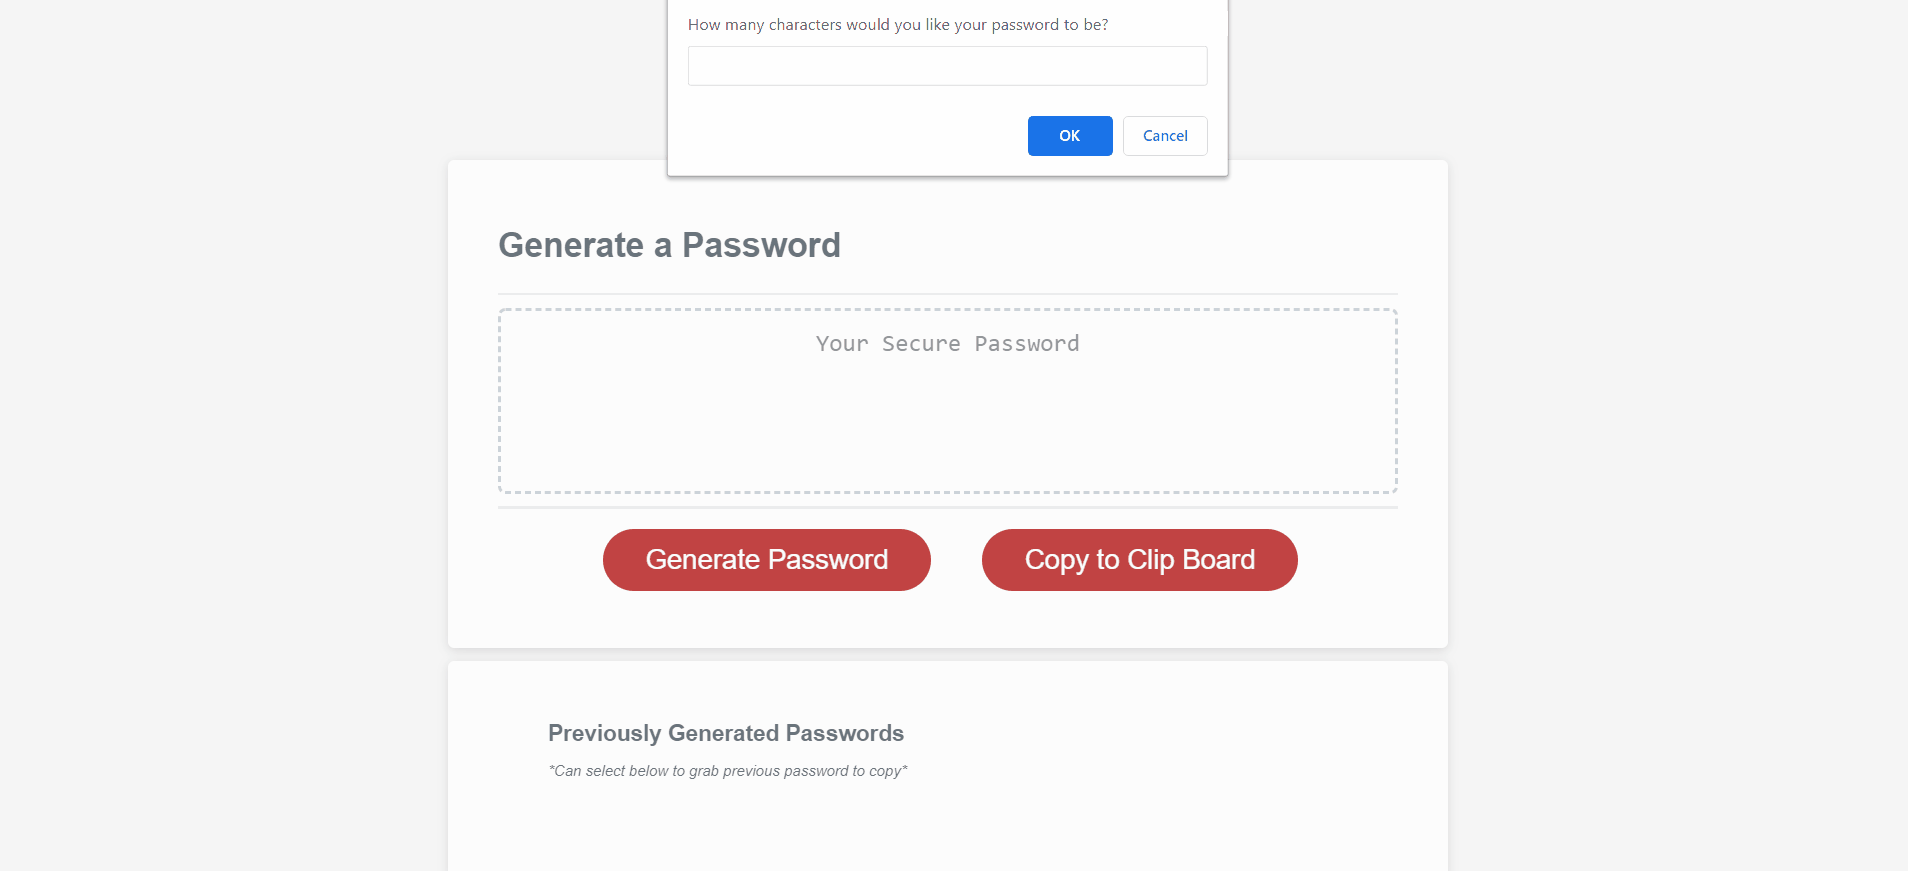 How many characters would you like your password to be?
OK
Cancel
Generate a Password
Your Secure Password
Generate Password
Copy to Clip Board
Previously Generated Passwords
*Can select below to grab previous password to copy*